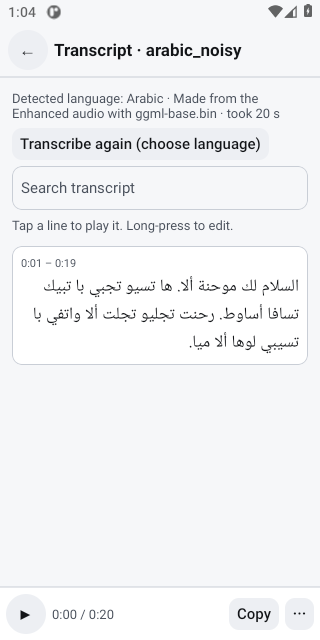 1:04
← Transcript · arabic_noisy
Detected language: Arabic · Made from the
Enhanced audio with ggml-base.bin · took 20 s
Transcribe again (choose language)
Search transcript
Tap a line to play it. Long-press to edit.
0:01 – 0:19
السلام لك موحنة ألا. ها تسيو تجبي با تبيك
تسافا أساوط. رحنت تجليو تجلت ألا واتفي با
تسيبي لوها ألا ميا.
0:00 / 0:20
Copy